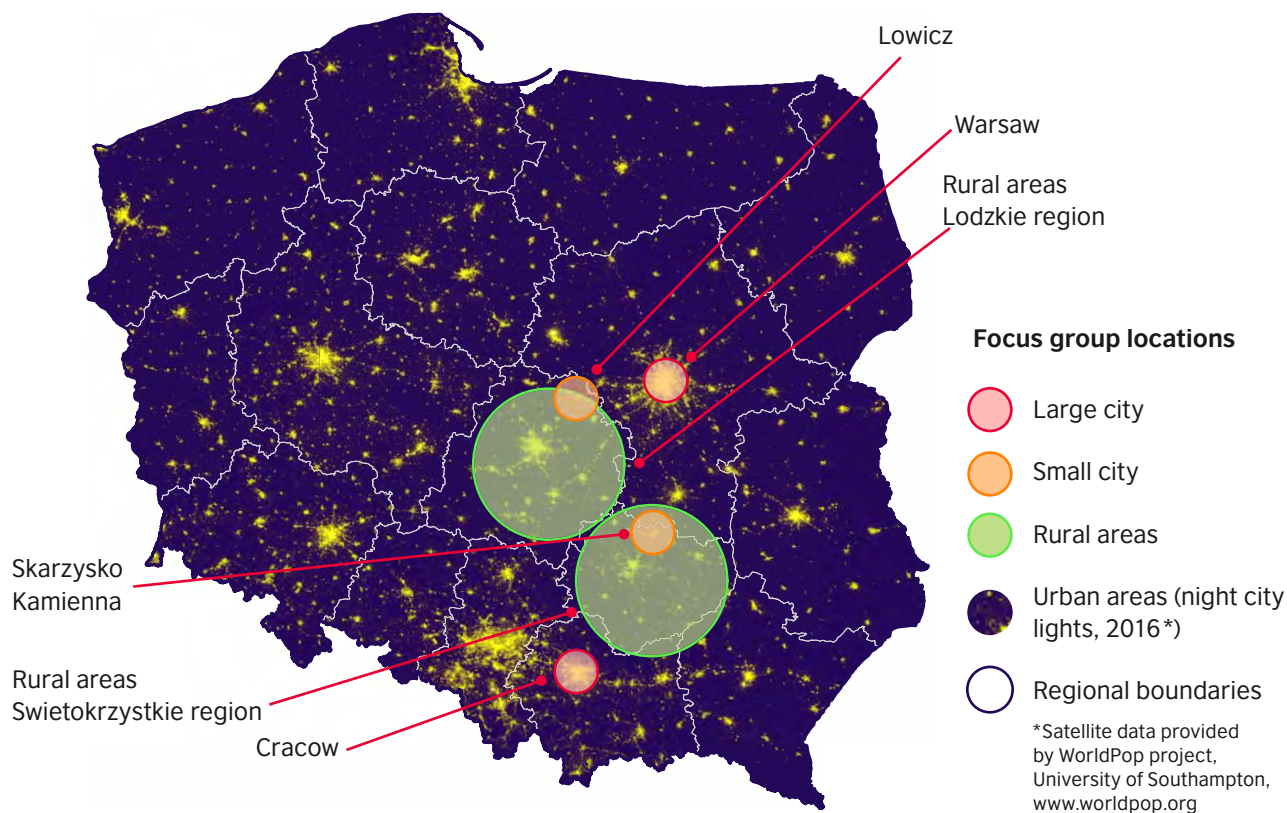 Lowicz
Warsaw
Rural areas
Lodzkie region
Skarzysko
Kamienna
Rural areas
Swietokrzystkie region
Cracow
Focus group locations
Large city
Small city
Rural areas
Urban areas (night city
lights, 2016*)
Regional boundaries
*Satellite data provided
by WorldPop project,
University of Southampton,
www.worldpop.org